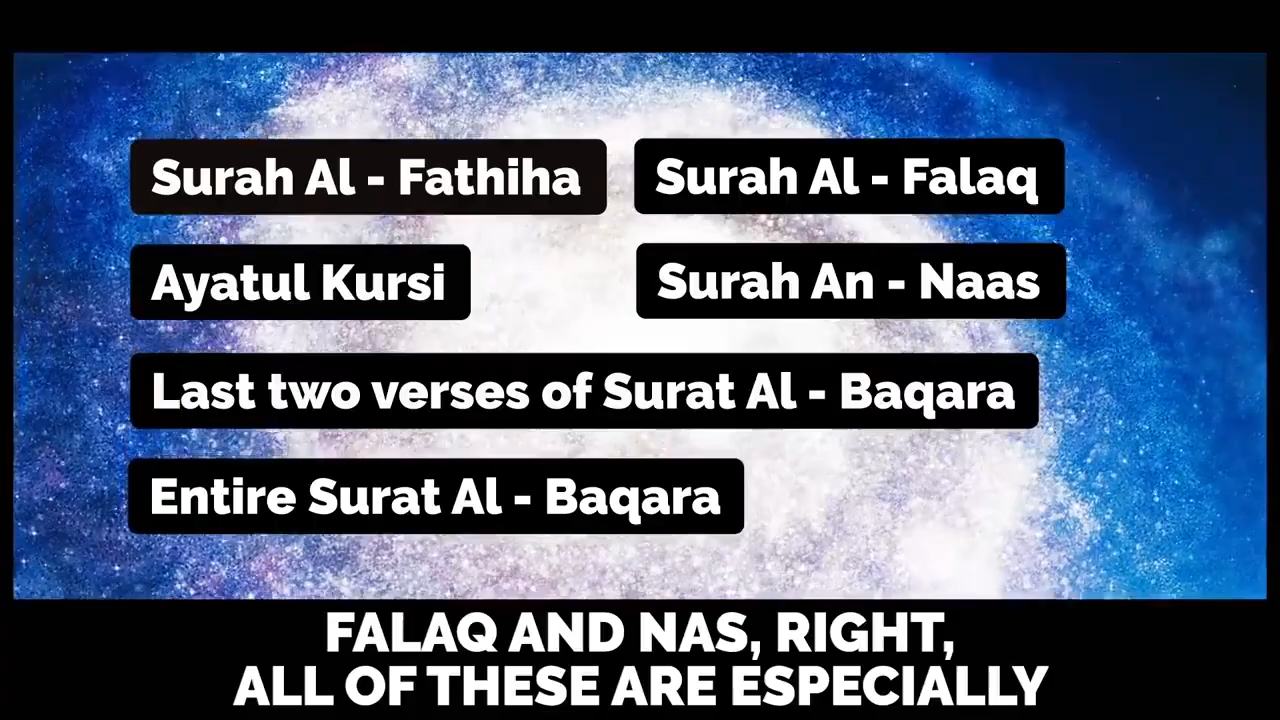 Surah Al - Fathiha
Surah Al - Falaq
Ayatul Kursi
Surah An - Naas
Last two verses of Surat Al - Baqara
Entire Surat Al - Baqara
FALAQ AND NAS, RIGHT,
ALL OF THESE ARE ESPECIALLY